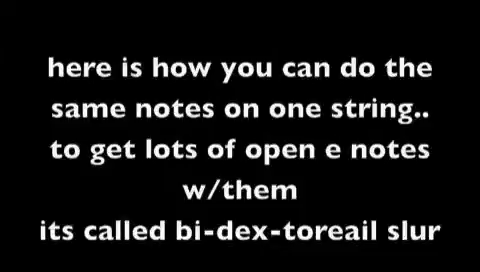 here is how you can do the
same notes on one string..
to get lots of open e notes
w/them
its called bi-dex-toreail slur